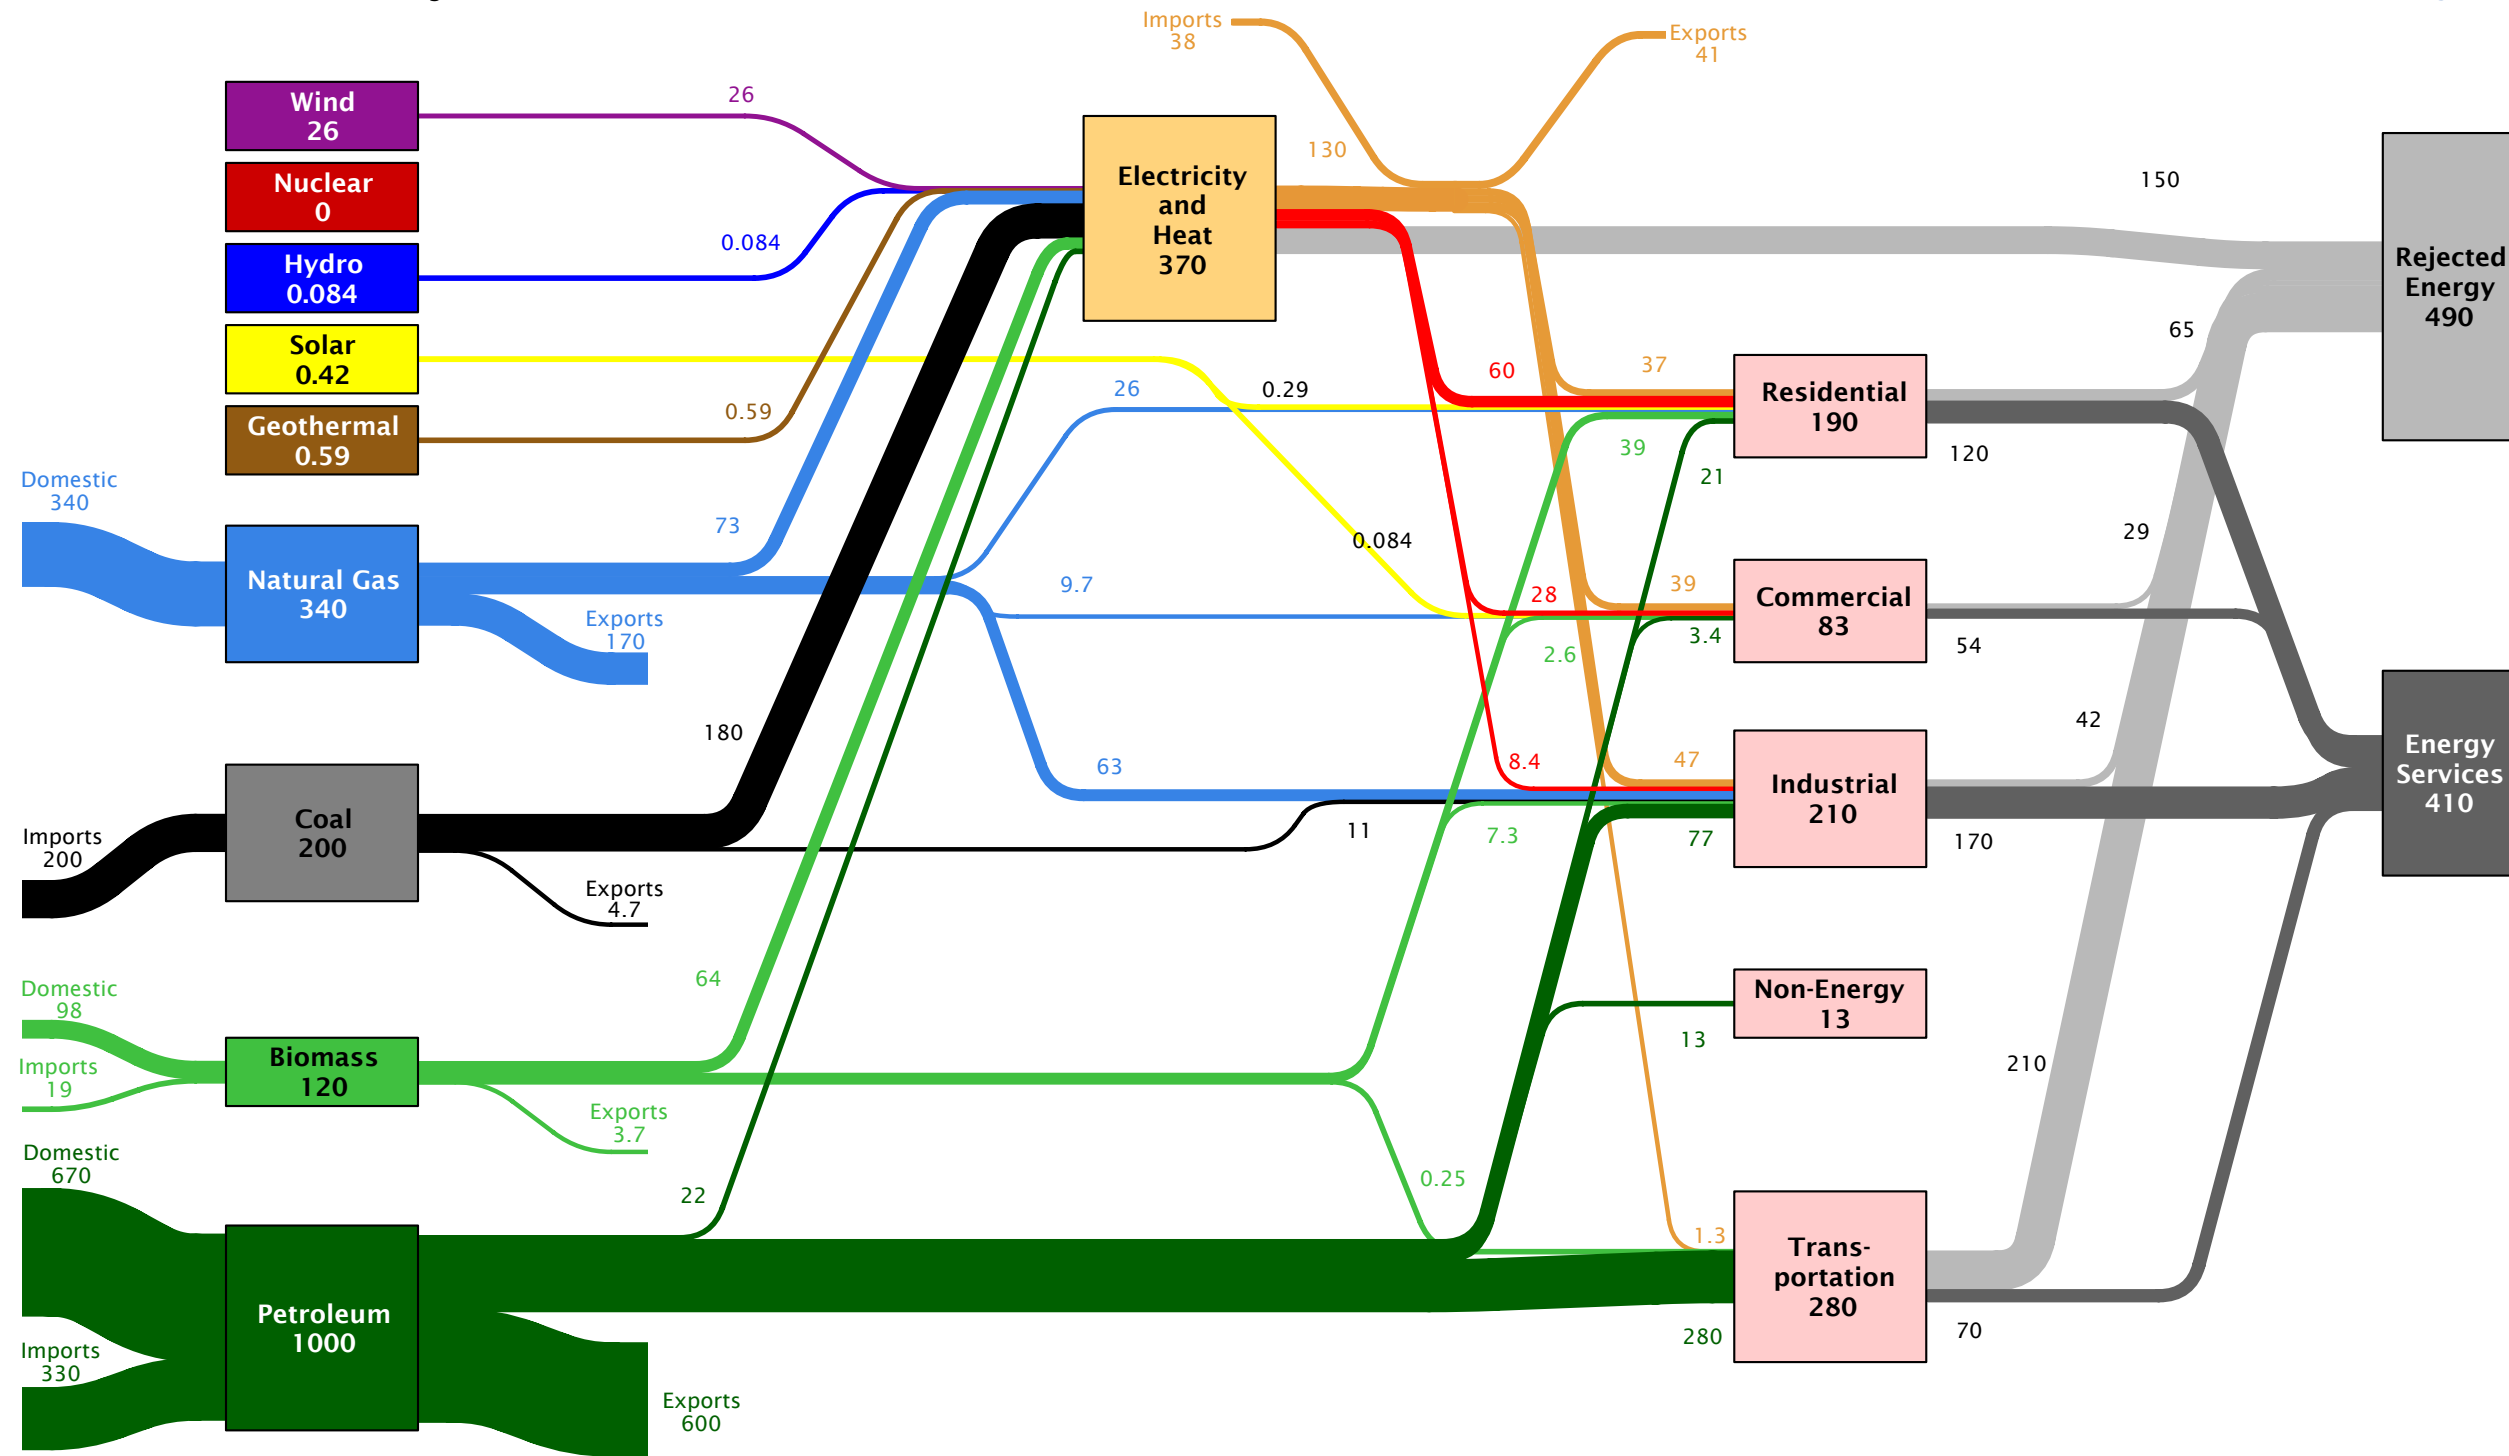 Imports
38
Exports
41
Wind
26
26
Nuclear
0
Hydro
0.084
0.084
Solar
0.42
Geothermal
0.59
0.59
Electricity
and
Heat
370
130
150
Rejected
Energy
490
65
60
37
0.29
26
Residential
190
39
21
120
Domestic
340
Natural Gas
340
73
Exports
170
9.7
0.084
28
39
Commercial
83
2.6
3.4
29
54
Imports
200
Coal
200
180
Exports
4.7
63
11
8.4
47
7.3
77
Industrial
210
42
170
Energy
Services
410
Domestic
98
Imports
19
Biomass
120
64
Exports
3.7
Non-Energy
13
13
210
Domestic
670
Imports
330
Petroleum
1000
22
Exports
600
0.25
1.3
280
Trans-
portation
280
70